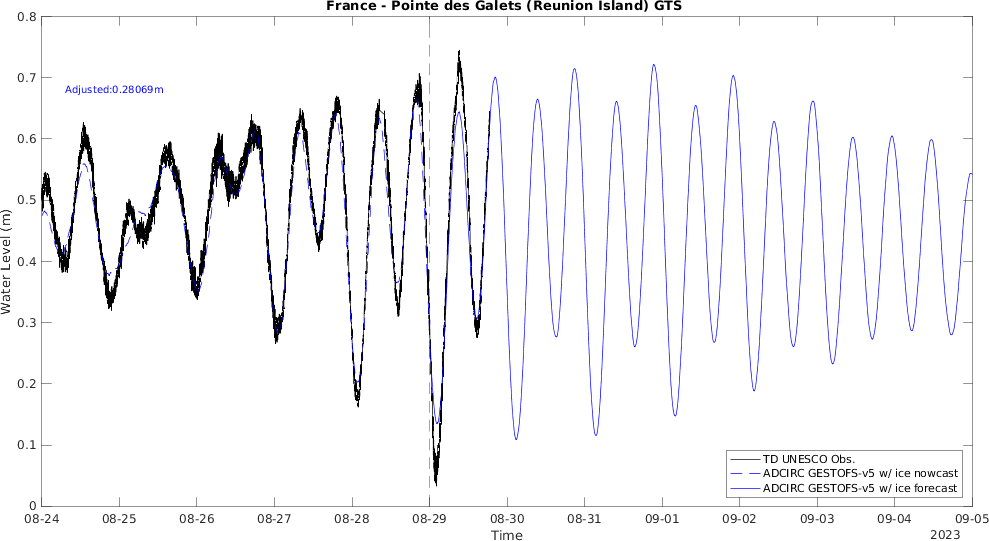 France - Pointe des Galets (Reunion Island) GTS
0.8
0.7
0.6
0.5
0.4
0.3
0.2
0.1
0
Water Level (m)
Adjusted:0.28069m
TD UNESCO Obs.
ADCIRC GESTOFS-v5 w/ ice nowcast
ADCIRC GESTOFS-v5 w/ ice forecast
08-24 08-25 08-26 08-27 08-28 08-29 08-30 08-31 09-01 09-02 09-03 09-04 09-05
Time
2023